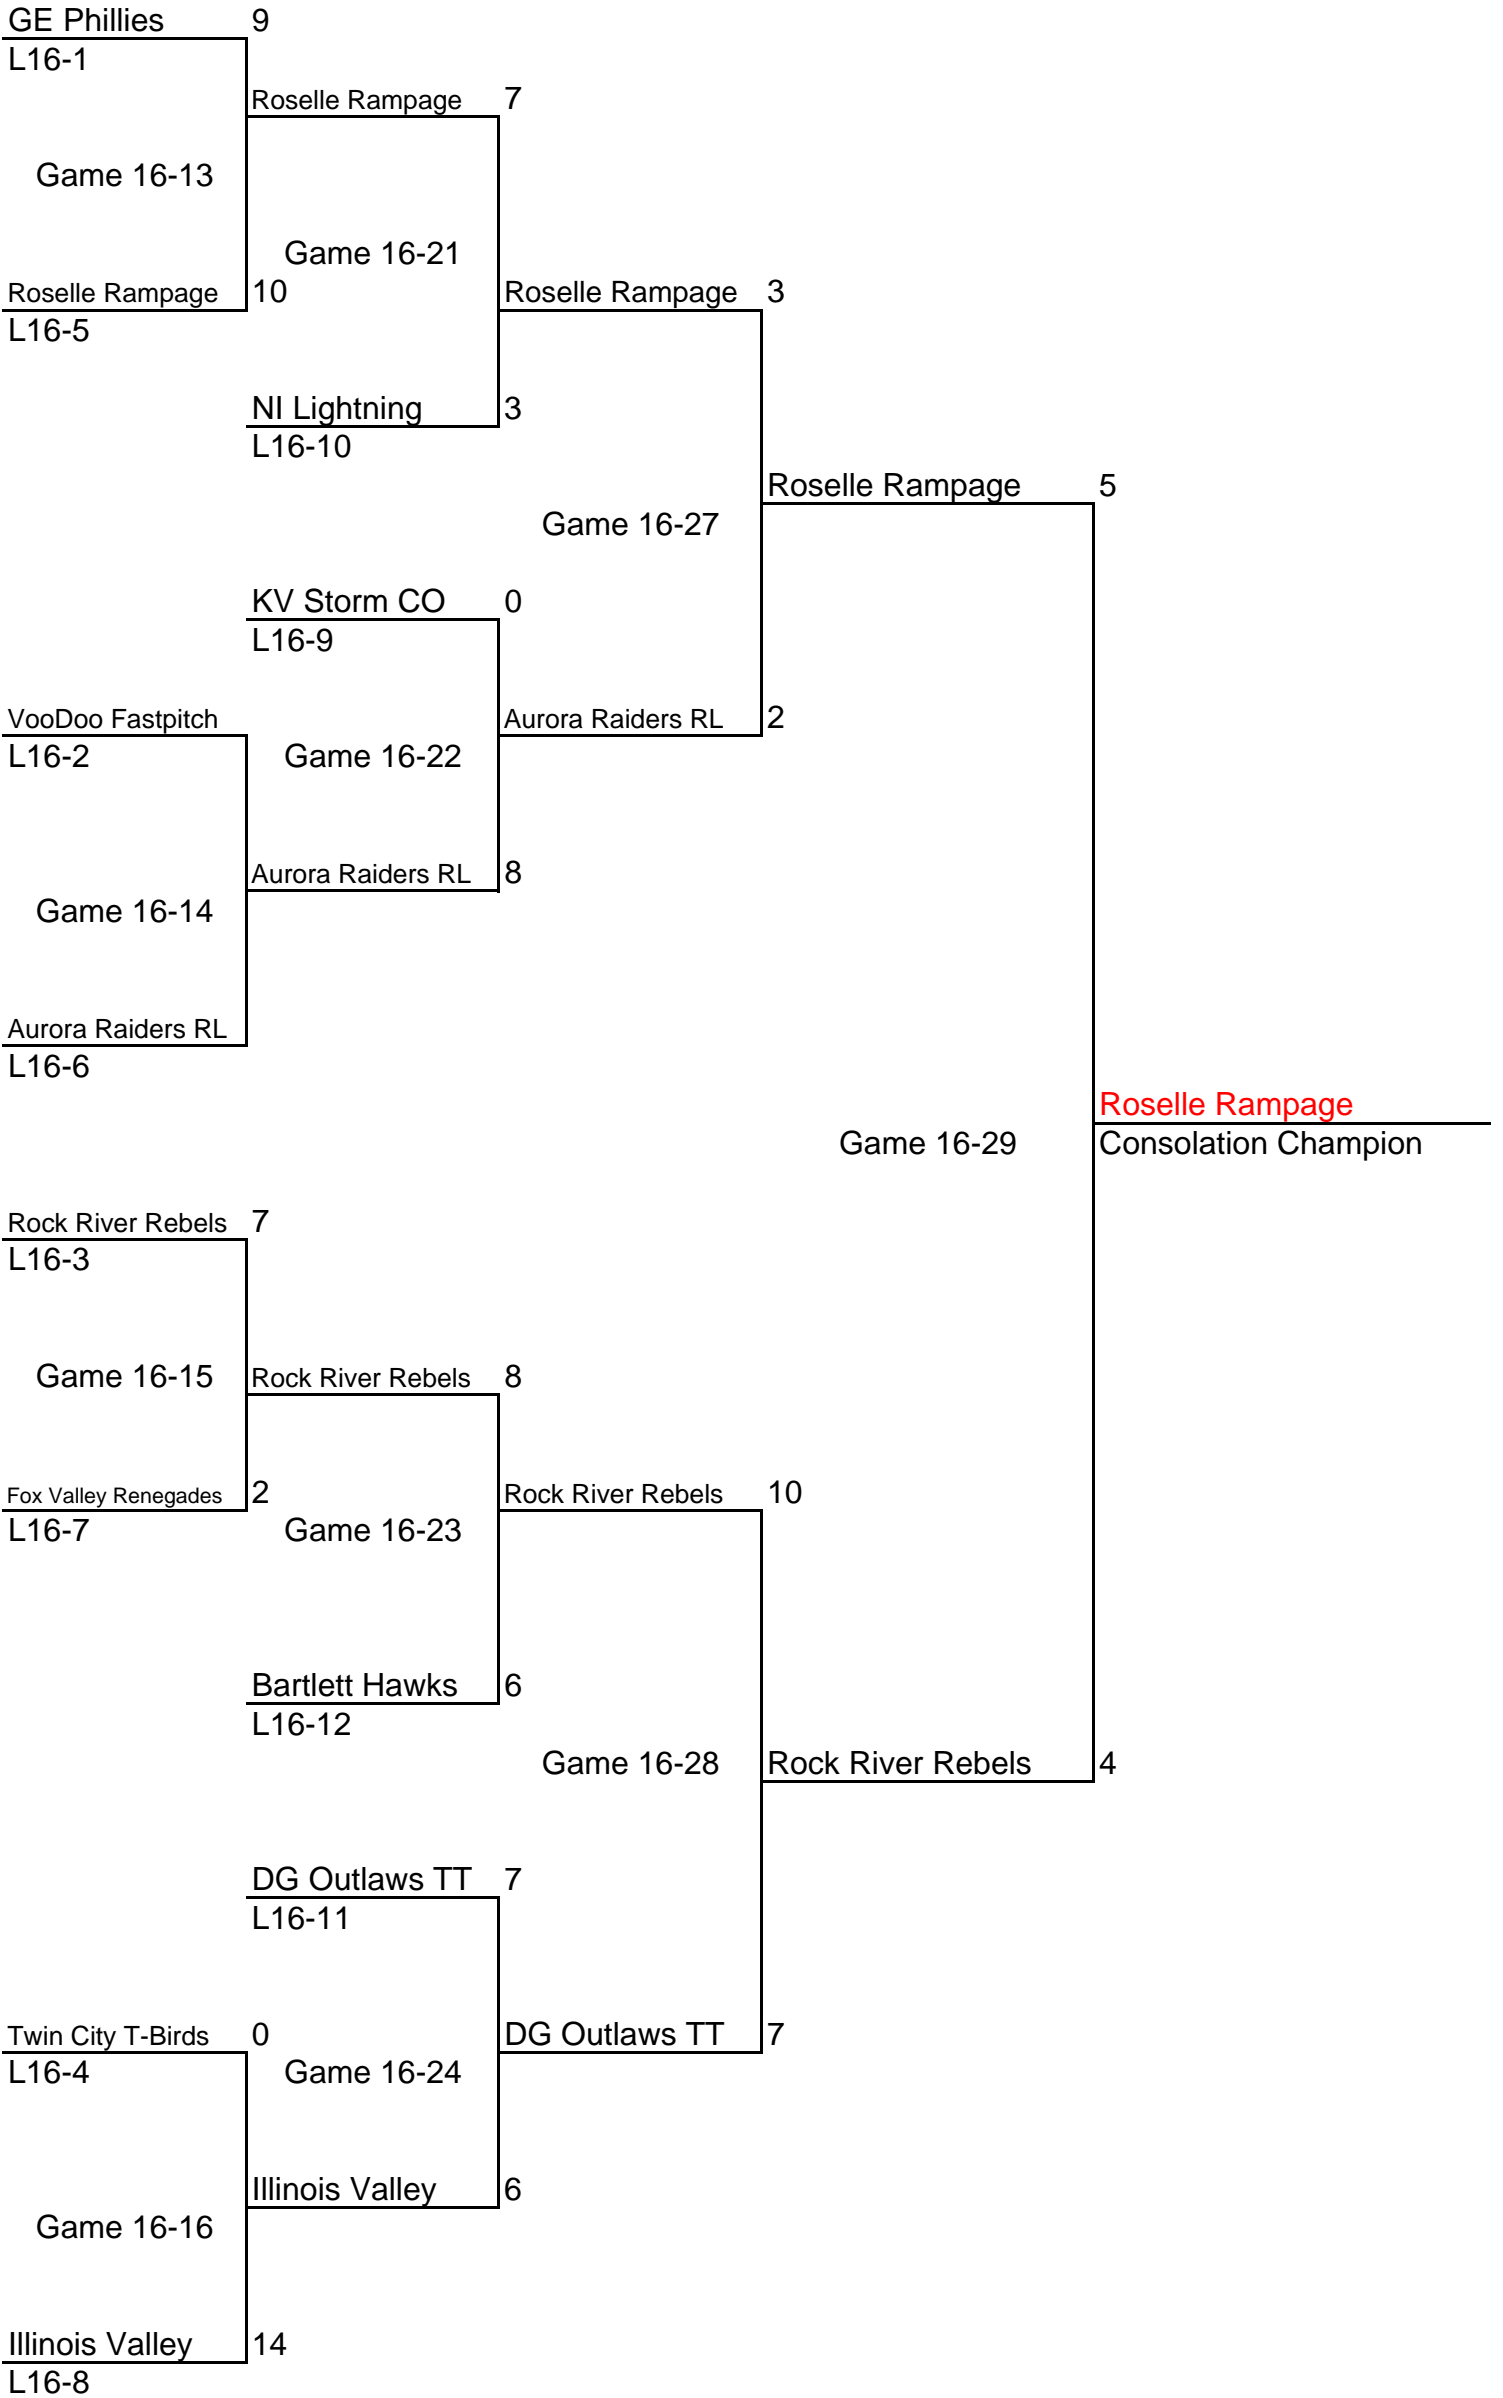 GE Phillies 9
L16-1
Roselle Rampage 7
Game 16-13
Game 16-21
Roselle Rampage 10
Roselle Rampage 3
L16-5
NI Lightning 3
L16-10
Roselle Rampage 5
Game 16-27
KV Storm CO 0
L16-9
VooDoo Fastpitch
Aurora Raiders RL 2
L16-2
Game 16-22
Aurora Raiders RL 8
Game 16-14
Aurora Raiders RL
L16-6
Roselle Rampage
Game 16-29
Consolation Champion
Rock River Rebels 7
L16-3
Game 16-15
Rock River Rebels 8
Fox Valley Renegades 2
Rock River Rebels 10
L16-7
Game 16-23
Bartlett Hawks 6
L16-12
Game 16-28
Rock River Rebels 4
DG Outlaws TT 7
L16-11
Twin City T-Birds 0
DG Outlaws TT 7
L16-4
Game 16-24
Illinois Valley 6
Game 16-16
Illinois Valley 14
L16-8